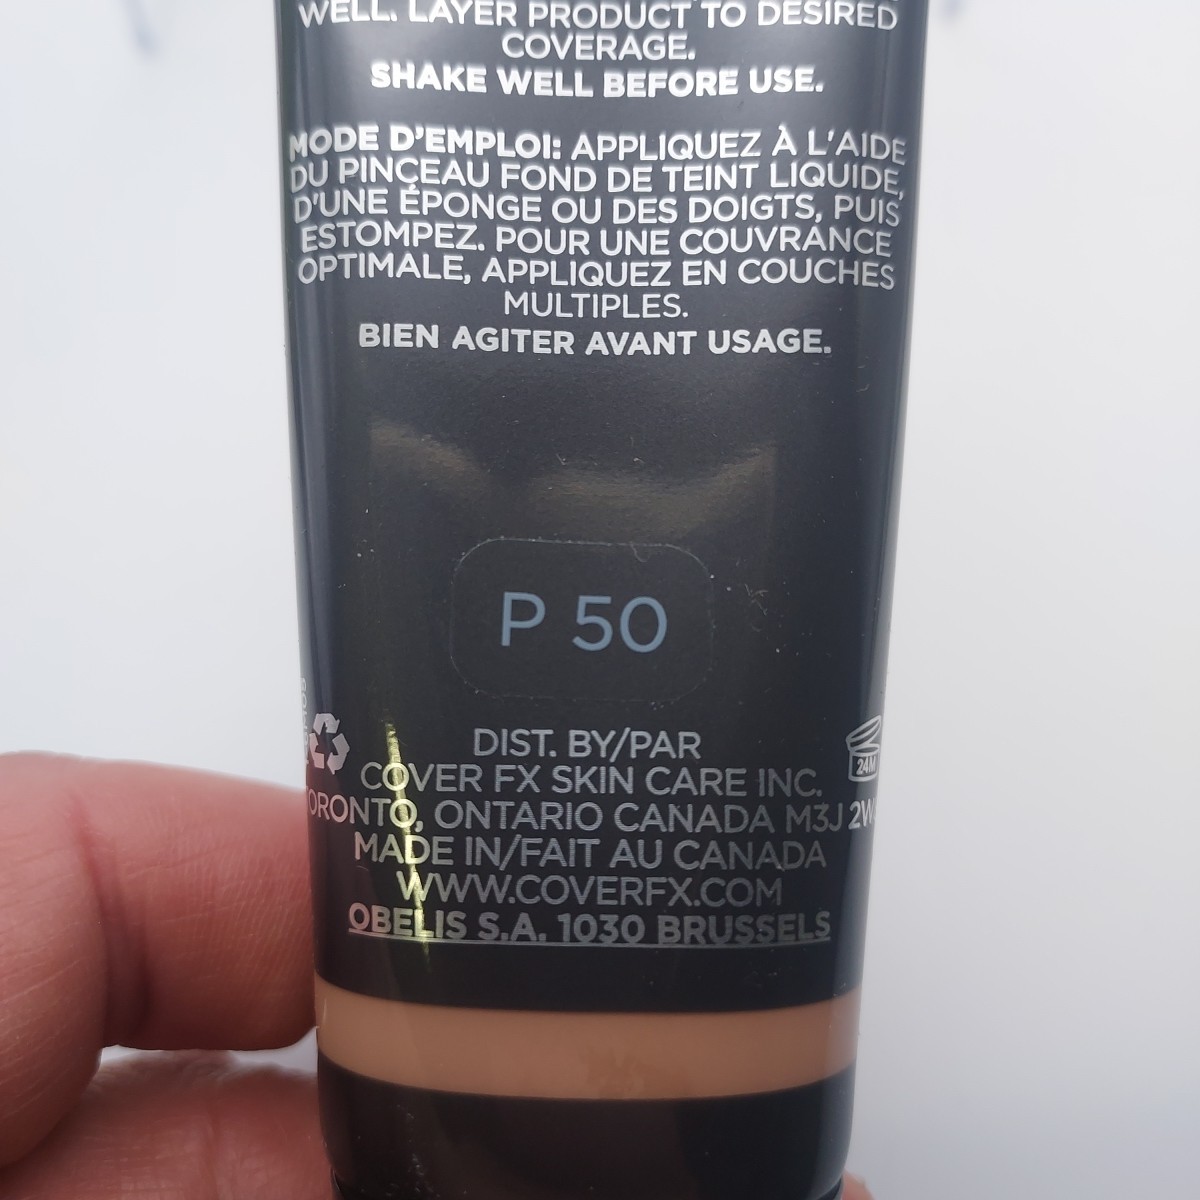 WELL. LAYER PRODUCT TO DESIRED
COVERAGE.
SHAKE WELL BEFORE USE.
MODE D'EMPLOI: APPLIQUEZ À L'AIDE
DU PINCEAU FOND DE TEINT LIQUIDE,
D'UNE ÉPONGE OU DES DOIGTS, PUIS
ESTOMPEZ. POUR UNE COUVRANCE
OPTIMALE, APPLIQUEZ EN COUCHES
MULTIPLES.
BIEN AGITER AVANT USAGE.
P 50
DIST. BY/PAR
COVER FX SKIN CARE INC.
TORONTO, ONTARIO CANADA M3J
24M
MADE IN/FAIT AU CANADA
WWW.COVERFX.COM
OBELIS S.A. 1030 BRUSSELS